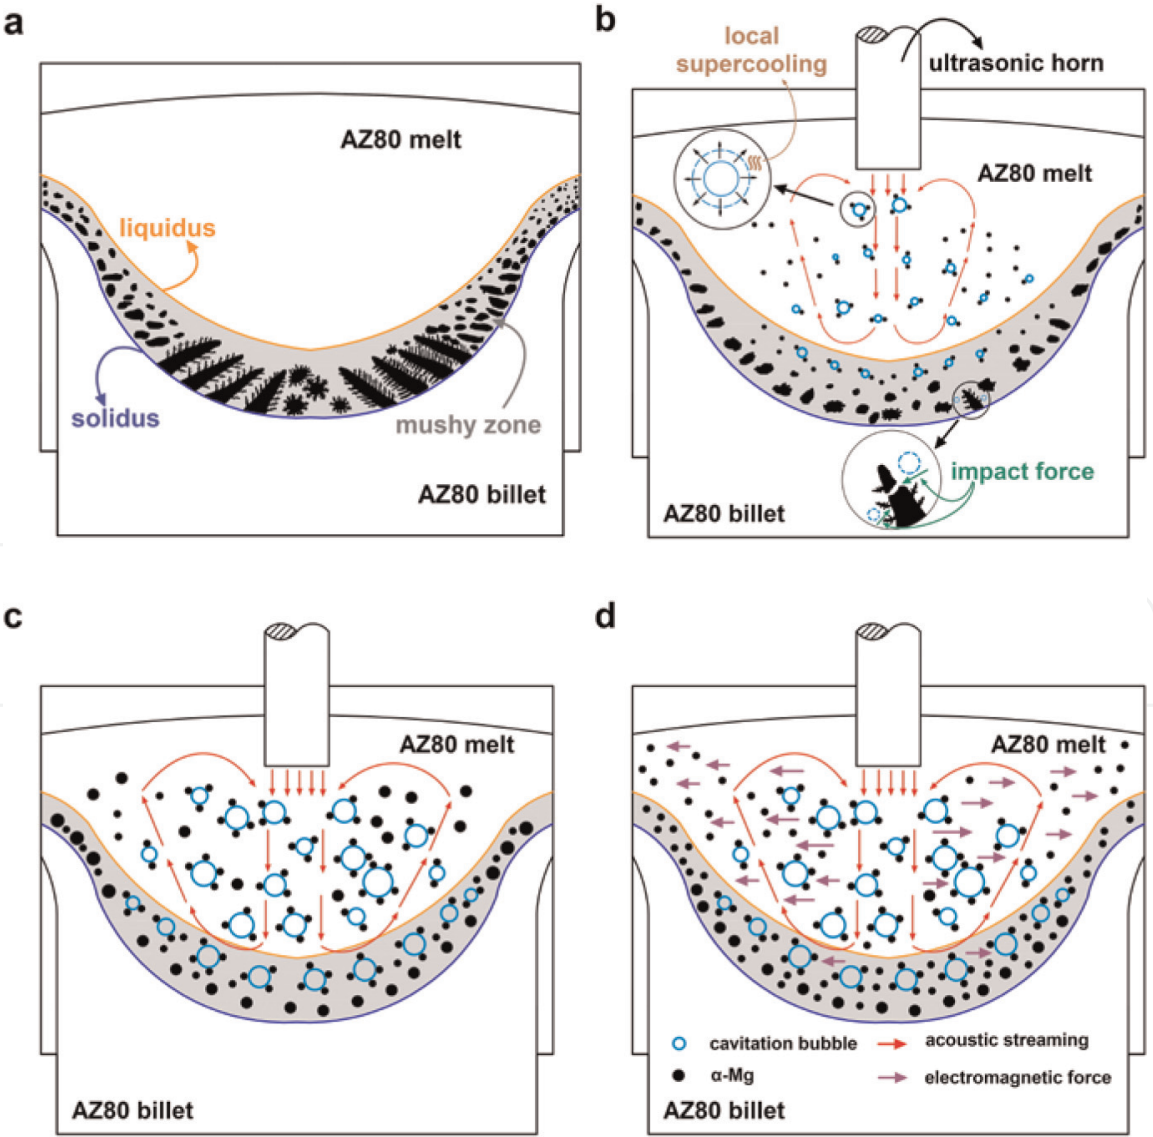 a
AZ80 melt
liquidus
solidus
mushy zone
AZ80 billet
b
local
supercooling
ultrasonic horn
AZ80 melt
impact force
AZ80 billet
c
AZ80 melt
AZ80 billet
d
AZ80 melt
cavitation bubble
acoustic streaming
α-Mg
electromagnetic force
AZ80 billet